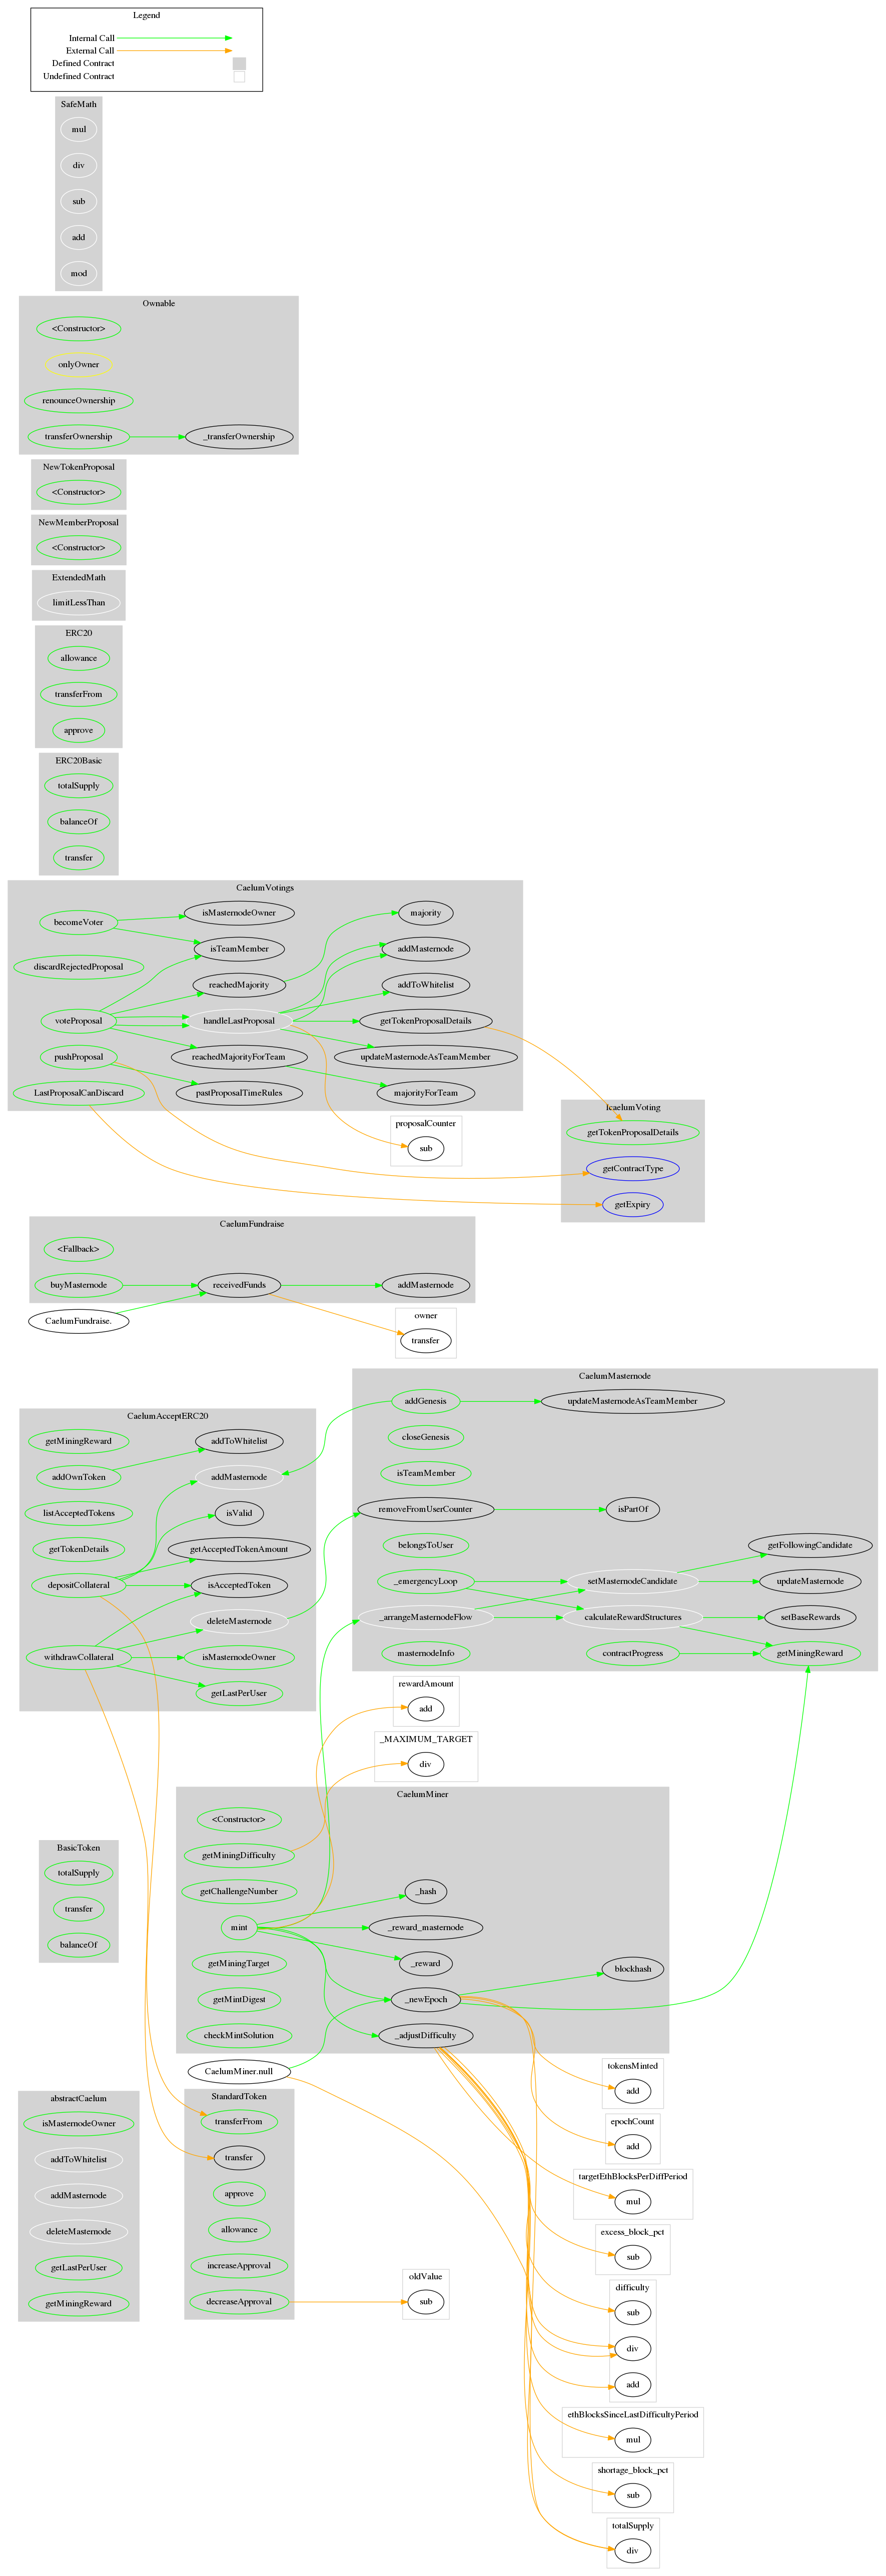 Legend
Internal Call
External Call
Defined Contract
Undefined Contract
SafeMath
mul
div
sub
add
mod
Ownable
<Constructor>
onlyOwner
renounceOwnership
transferOwnership
_transferOwnership
NewTokenProposal
<Constructor>
NewMemberProposal
<Constructor>
ExtendedMath
limitLessThan
ERC20
allowance
transferFrom
approve
ERC20Basic
totalSupply
balanceOf
transfer
CaelumVotings
becomeVoter
isMasternodeOwner
majority
isTeamMember
addMasternode
discardRejectedProposal
reachedMajority
addToWhitelist
voteProposal
handleLastProposal
getTokenProposalDetails
pushProposal
reachedMajorityForTeam
updateMasternodeAsTeamMember
LastProposalCanDiscard
pastProposalTimeRules
majorityForTeam
IcaelumVoting
getTokenProposalDetails
getContractType
getExpiry
proposalCounter
sub
CaelumFundraise
<Fallback>
buyMasternode
receivedFunds
addMasternode
CaelumFundraise.
owner
transfer
CaelumMasternode
addGenesis
updateMasternodeAsTeamMember
closeGenesis
isTeamMember
removeFromUserCounter
isPartOf
belongsToUser
getFollowingCandidate
_emergencyLoop
setMasternodeCandidate
updateMasternode
_arrangeMasternodeFlow
calculateRewardStructures
setBaseRewards
masternodeInfo
contractProgress
getMiningReward
CaelumAcceptERC20
getMiningReward
addToWhitelist
addOwnToken
addMasternode
listAcceptedTokens
isValid
getTokenDetails
getAcceptedTokenAmount
depositCollateral
isAcceptedToken
deleteMasternode
withdrawCollateral
isMasternodeOwner
getLastPerUser
rewardAmount
add
_MAXIMUM_TARGET
div
CaelumMiner
<Constructor>
getMiningDifficulty
getChallengeNumber
_hash
mint
_reward_masternode
getMiningTarget
_reward
blockhash
getMintDigest
_newEpoch
checkMintSolution
_adjustDifficulty
CaelumMiner.null
BasicToken
totalSupply
transfer
balanceOf
abstractCaelum
isMasternodeOwner
addToWhitelist
addMasternode
deleteMasternode
getLastPerUser
getMiningReward
StandardToken
transferFrom
transfer
approve
allowance
increaseApproval
decreaseApproval
oldValue
sub
tokensMinted
add
epochCount
add
targetEthBlocksPerDiffPeriod
mul
excess_block_pct
sub
difficulty
sub
div
add
ethBlocksSinceLastDifficultyPeriod
mul
shortage_block_pct
sub
totalSupply
div